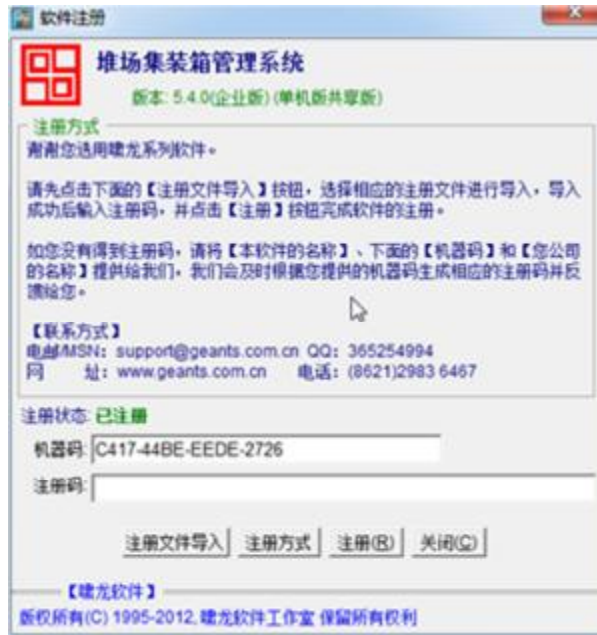 软件注册
堆场集装箱管理系统
版本: 5.4.0(企业版) (单机版共享版)
注册方式
谢谢您选用啸龙系列软件。
请先点击下面的【注册文件导入】按钮，选择相应的注册文件进行导入，导入
成功后输入注册码，并点击【注册】按钮完成软件的注册。
如您没有得到注册码，请将【本软件的名称】、下面的【机器码】和【您公司
的名称】提供给我们，我们会及时根据您提供的机器码生成相应的注册码并反
馈给您。
【联系方式】
电邮/MSN: support@geants.com.cn QQ: 365254994
网 址: www.geants.com.cn 电话: (8621)2983 6467
注册状态: 已注册
机器码: C417-44BE-EEDE-2726
注册码:
注册文件导入 注册方式 注册(R) 关闭(C)
【啸龙软件】
版权所有(C) 1995-2012, 啸龙软件工作室 保留所有权利